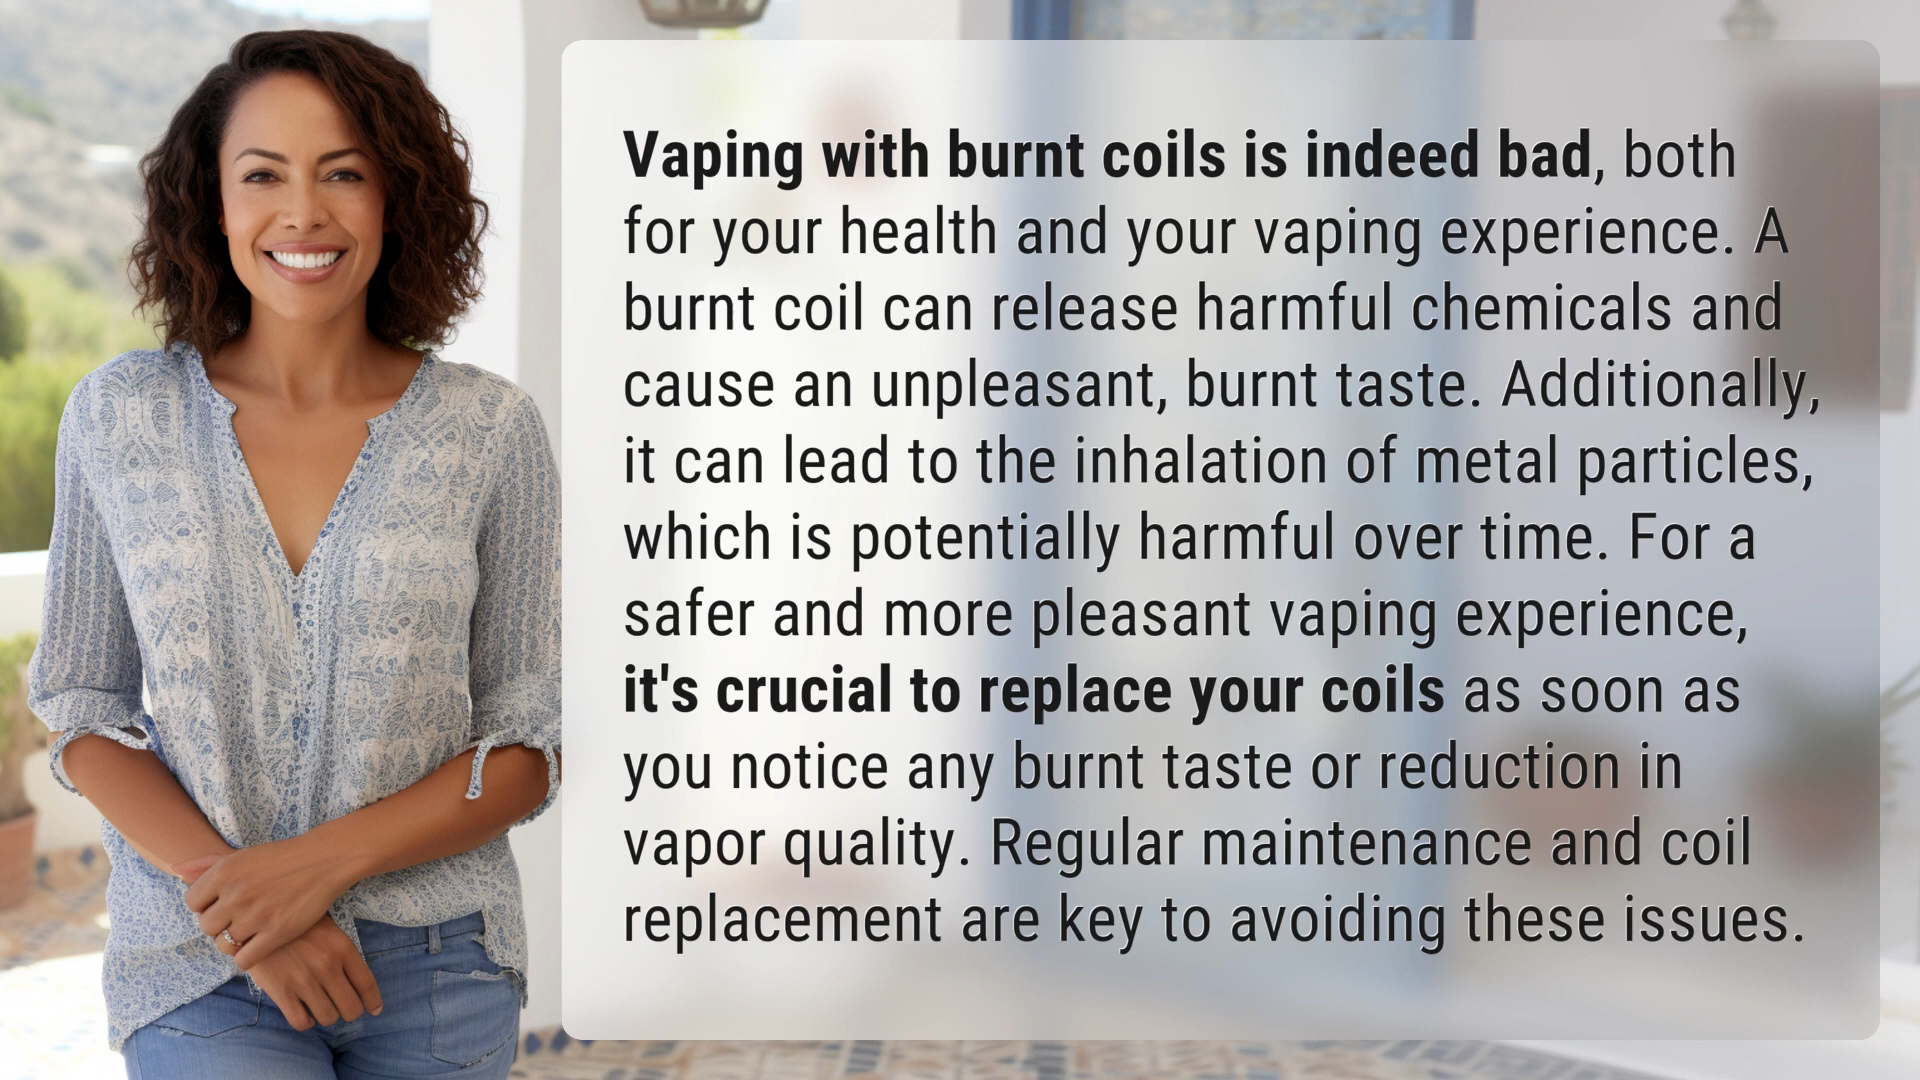 Vaping with burnt coils is indeed bad, both
for your health and your vaping experience. A
burnt coil can release harmful chemicals and
cause an unpleasant, burnt taste. Additionally,
it can lead to the inhalation of metal particles,
which is potentially harmful over time. For a
safer and more pleasant vaping experience,
it's crucial to replace your coils as soon as
you notice any burnt taste or reduction in
vapor quality. Regular maintenance and coil
replacement are key to avoiding these issues.